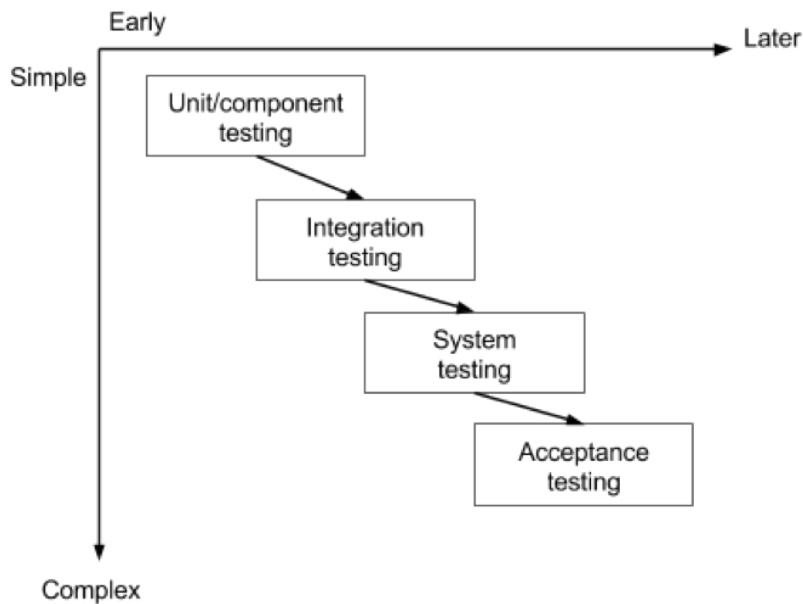 Early
Later
Simple
Unit/component
testing
Integration
testing
System
testing
Acceptance
testing
Complex